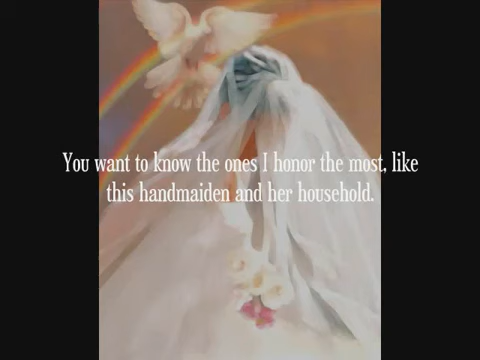 You want to know the ones I honor the most, like
this handmaiden and her household.